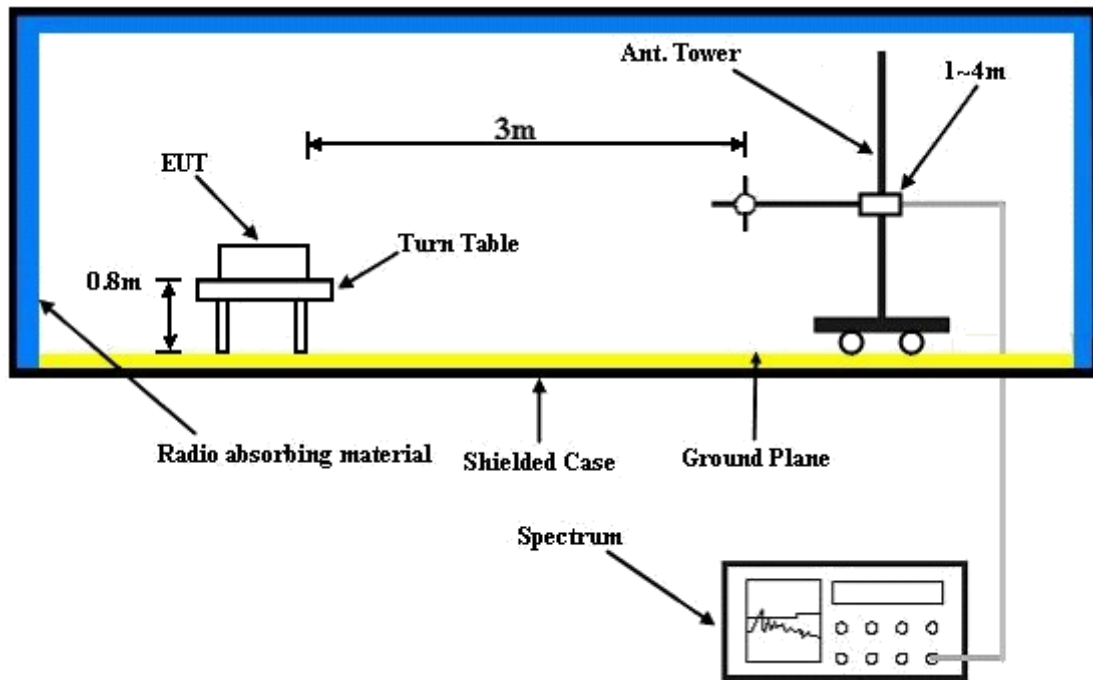 Ant. Tower
1~4m
3m
EUT
Turn Table
0.8m
Radio absorbing material
Shielded Case
Ground Plane
Spectrum